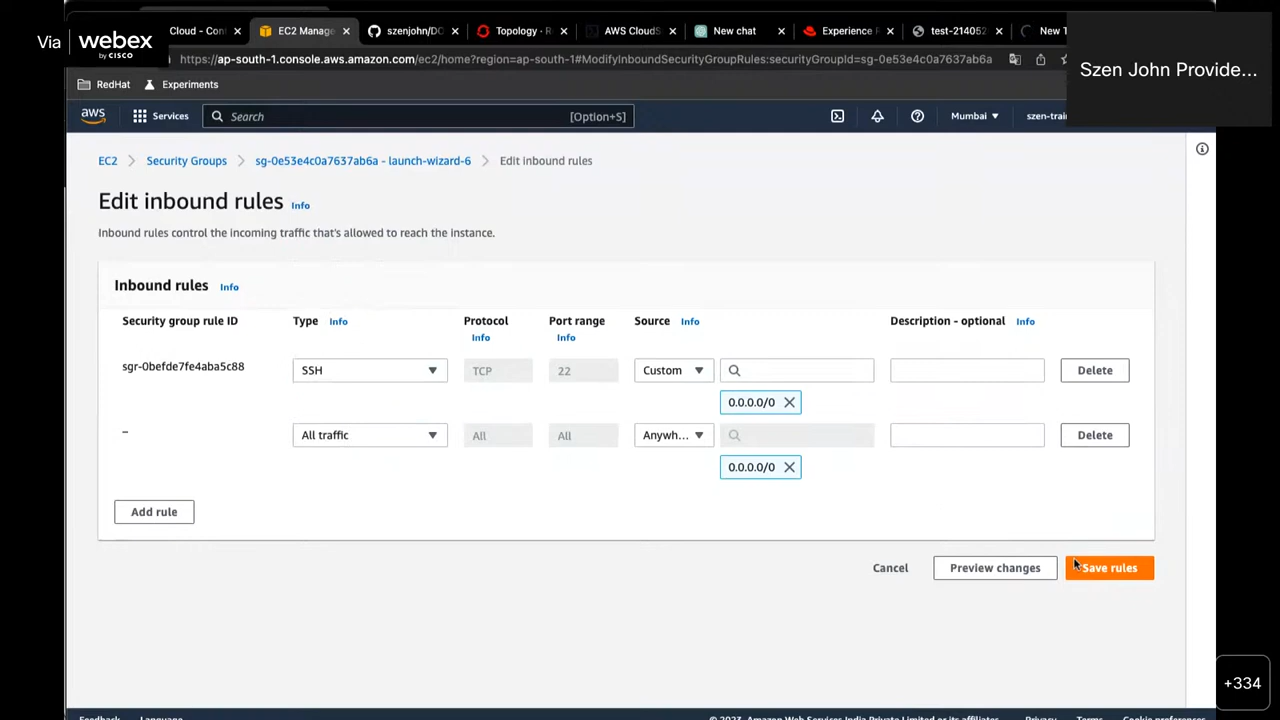 Via webex by CISCO
Cloud - Con
EC2 Manage
szenjohn/DO
Topology · Re
AWS CloudS
New chat
Experience R
test-214052
New T
https://ap-south-1.console.aws.amazon.com/ec2/home?region=ap-south-1#ModifyInboundSecurityGroupRules:securityGroupId=sg-0e53e4c0a7637ab6a
Szen John Provide...
RedHat Experiments
aws Services Search [Option+S] Mumbai szen-trai
EC2 > Security Groups > sg-0e53e4c0a7637ab6a - launch-wizard-6 > Edit inbound rules
Edit inbound rules Info
Inbound rules control the incoming traffic that's allowed to reach the instance.
Inbound rules Info
Security group rule ID Type Info Protocol Info Port range Info Source Info Description - optional Info
sgr-0befde7fe4aba5c88 SSH TCP 22 Custom Delete
0.0.0.0/0
– All traffic All All Anywh... Delete
0.0.0.0/0
Add rule
Cancel Preview changes Save rules
+334
Feedback Language © 2023, Amazon Web Services India Private Limited or its affiliates. Privacy Terms Cookie preferences